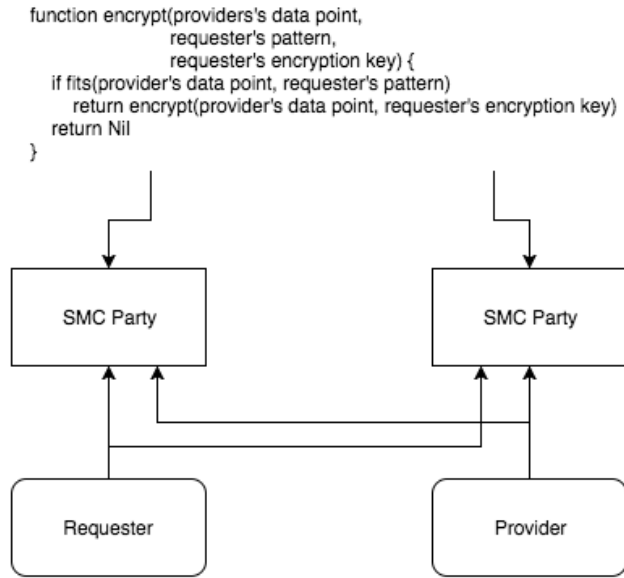 function encrypt(providers's data point,
requester's pattern,
requester's encryption key) {
if fits(provider's data point, requester's pattern)
return encrypt(provider's data point, requester's encryption key)
return Nil
}
SMC Party
SMC Party
Requester
Provider